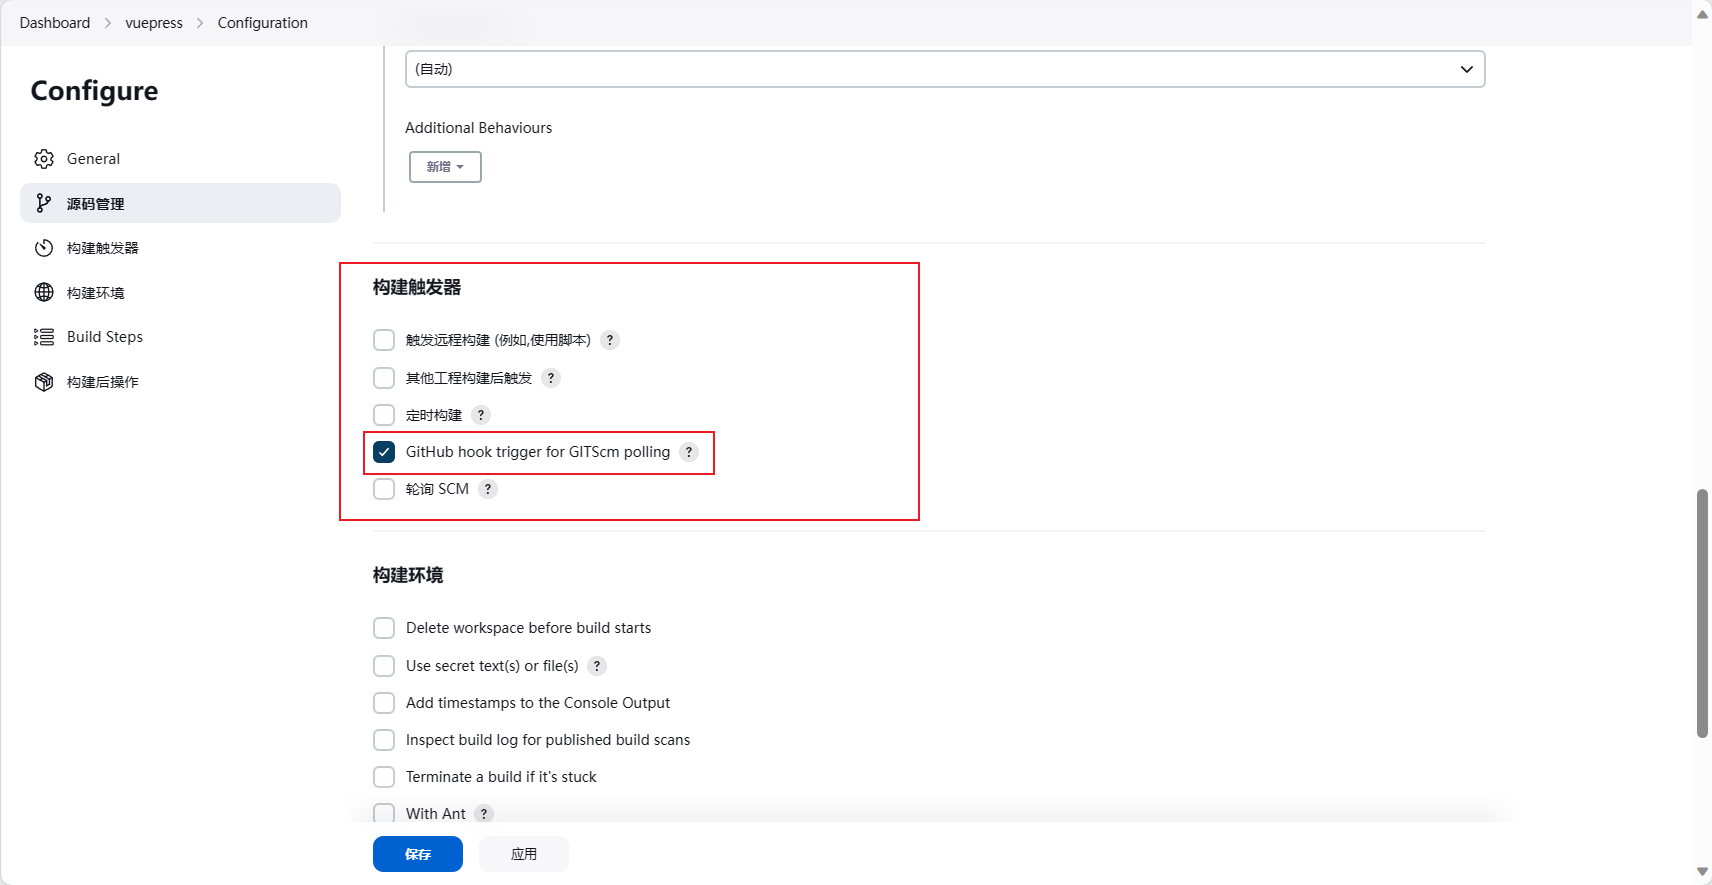 Dashboard > vuepress > Configuration
Configure
General
源码管理
构建触发器
构建环境
Build Steps
构建后操作
(自动)
Additional Behaviours
新增
构建触发器
触发远程构建 (例如,使用脚本) ?
其他工程构建后触发 ?
定时构建 ?
GitHub hook trigger for GITScm polling ?
轮询 SCM ?
构建环境
Delete workspace before build starts
Use secret text(s) or file(s) ?
Add timestamps to the Console Output
Inspect build log for published build scans
Terminate a build if it's stuck
With Ant ?
保存
应用